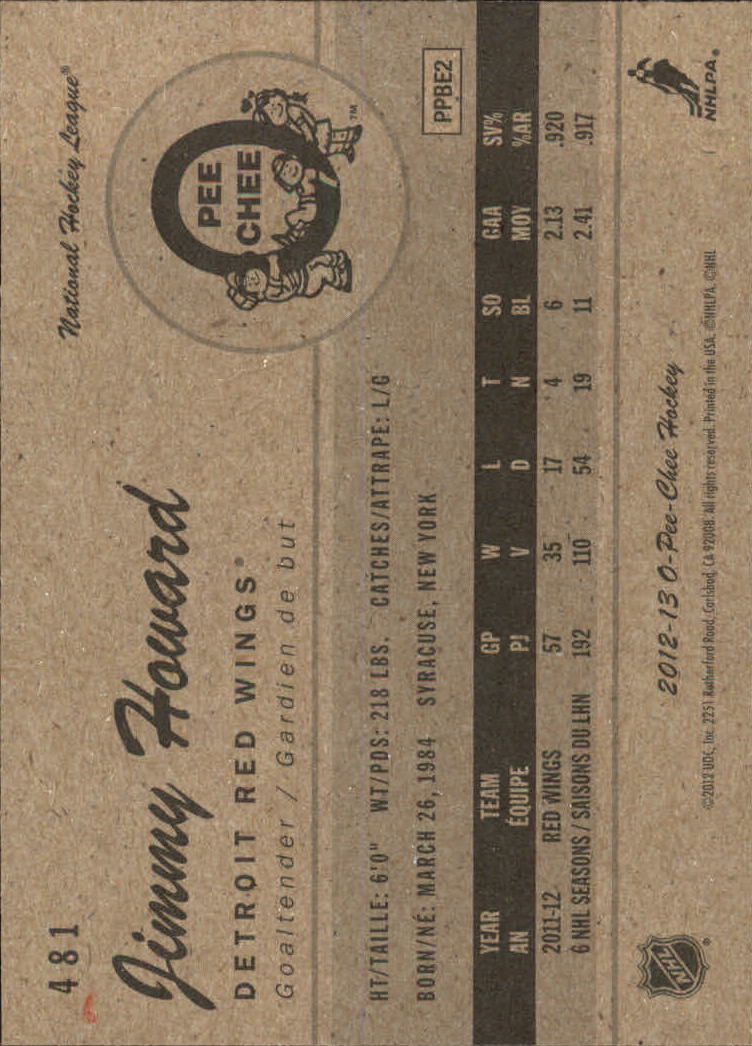 481
National Hockey League®
Jimmy Howard
DETROIT RED WINGS®
Goaltender / Gardien de but
PEE
CHEE
TM
HT/TAILLE: 6'0" WT/PDS: 218 LBS. CATCHES/ATTRAPE: L/G
BORN/NÉ: MARCH 26, 1984 SYRACUSE, NEW YORK
PPBE2
YEAR TEAM GP W L T SO GAA SV%
AN ÉQUIPE PJ V D N BL MOY %AR
2011-12 RED WINGS 57 35 17 4 6 2.13 .920
6 NHL SEASONS / SAISONS DU LHN 192 110 54 19 11 2.41 .917
NHL
®
2012-13 O-Pee-Chee Hockey
©2012 UDC, Inc. 2251 Rutherford Road, Carlsbad, CA 92008. All rights reserved. Printed in the USA. ©NHLPA. ©NHL
NHLPA®